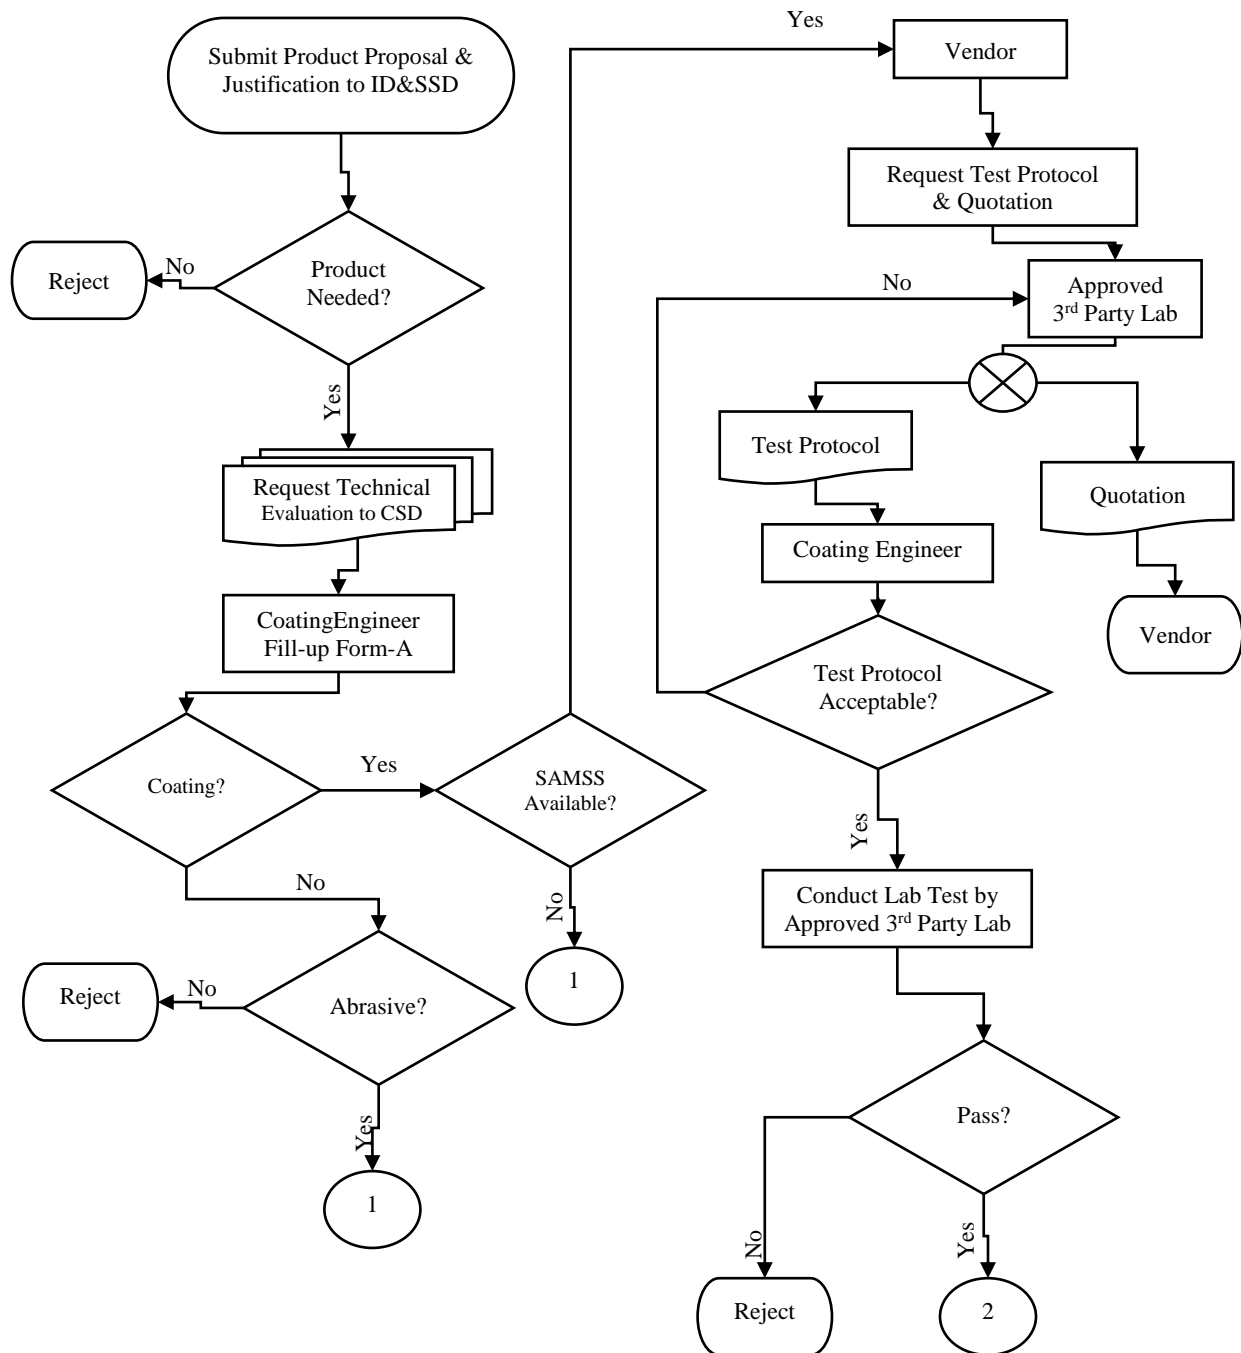 Submit Product Proposal &
Justification to ID&SSD
Product
Needed?
No
Reject
Yes
Request Technical
Evaluation to CSD
CoatingEngineer
Fill-up Form-A
Coating?
Yes
No
Abrasive?
No
Reject
Yes
1
SAMSS
Available?
No
1
Yes
Vendor
Request Test Protocol
& Quotation
Approved
3rd Party Lab
No
Test Protocol
Quotation
Vendor
Coating Engineer
Test Protocol
Acceptable?
Yes
Conduct Lab Test by
Approved 3rd Party Lab
Pass?
No
Reject
Yes
2